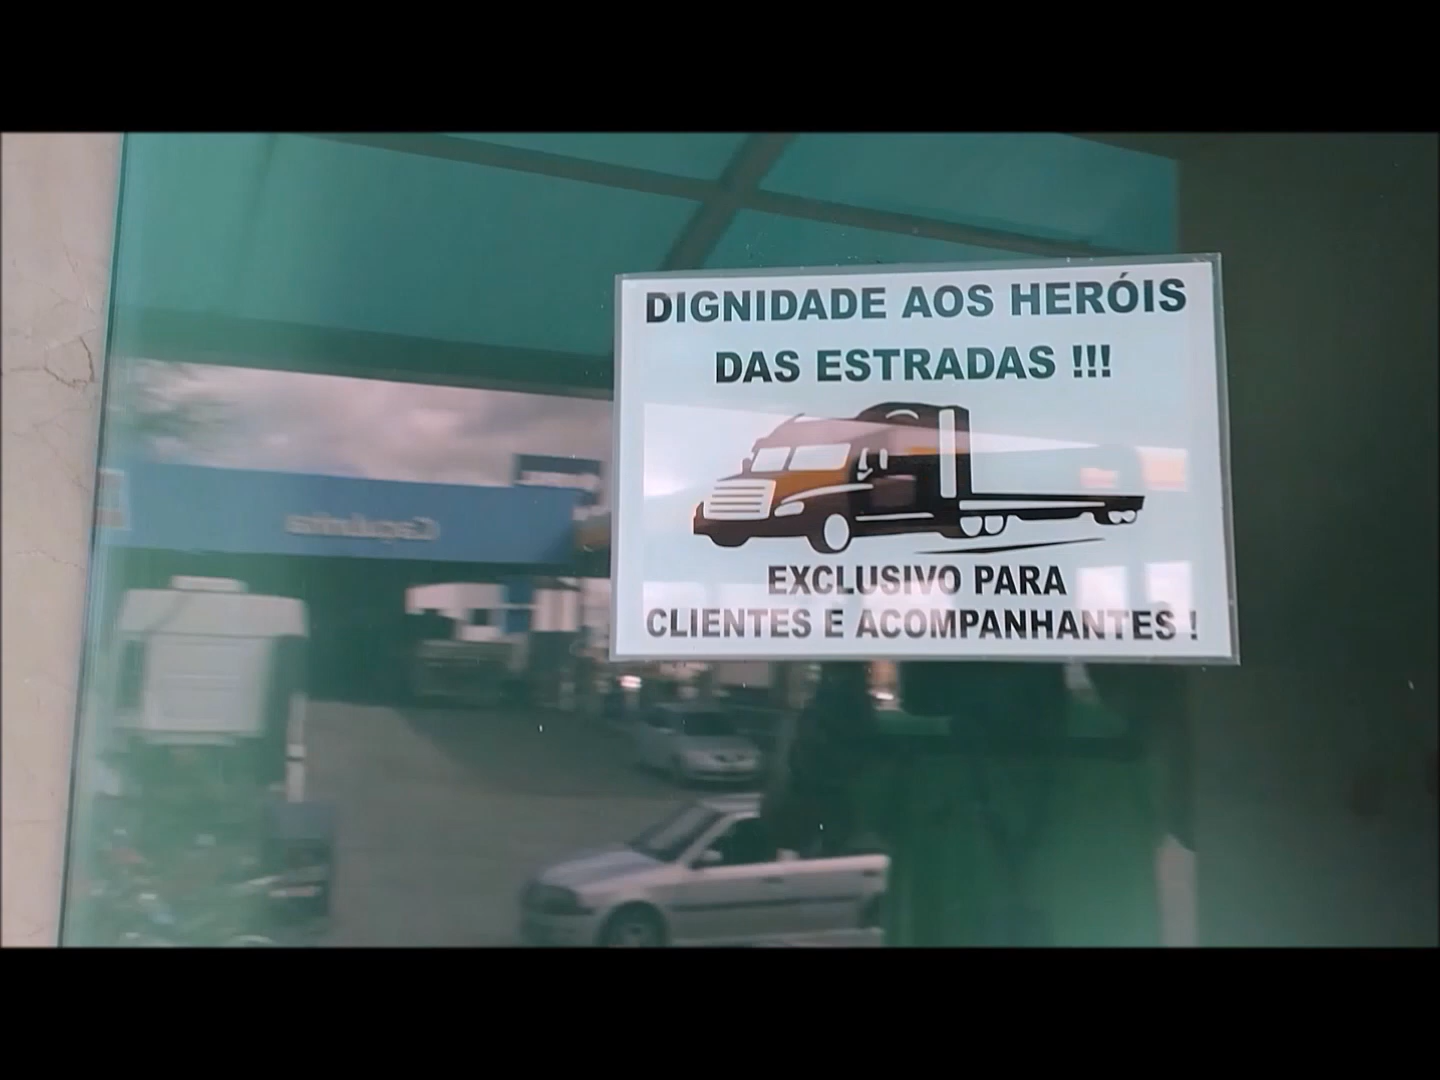 DIGNIDADE AOS HERÓIS
DAS ESTRADAS !!!
EXCLUSIVO PARA
CLIENTES E ACOMPANHANTES !